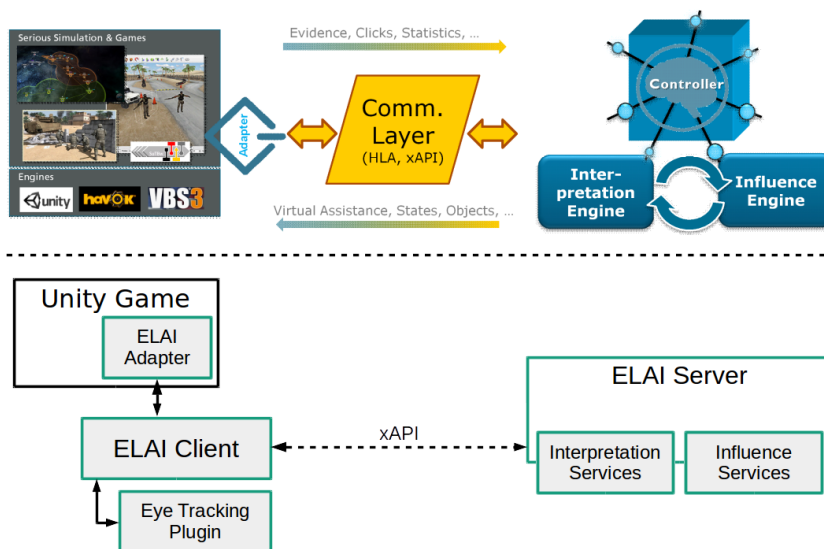 Serious Simulation & Games
Evidence, Clicks, Statistics, ...
Controller
Adapter
Comm.
Layer
(HLA, xAPI)
Inter-
pretation
Engine
Influence
Engine
Engines
unity
havok
VBS3
Virtual Assistance, States, Objects, ...
Unity Game
ELAI
Adapter
ELAI Server
ELAI Client
xAPI
Interpretation
Services
Influence
Services
Eye Tracking
Plugin